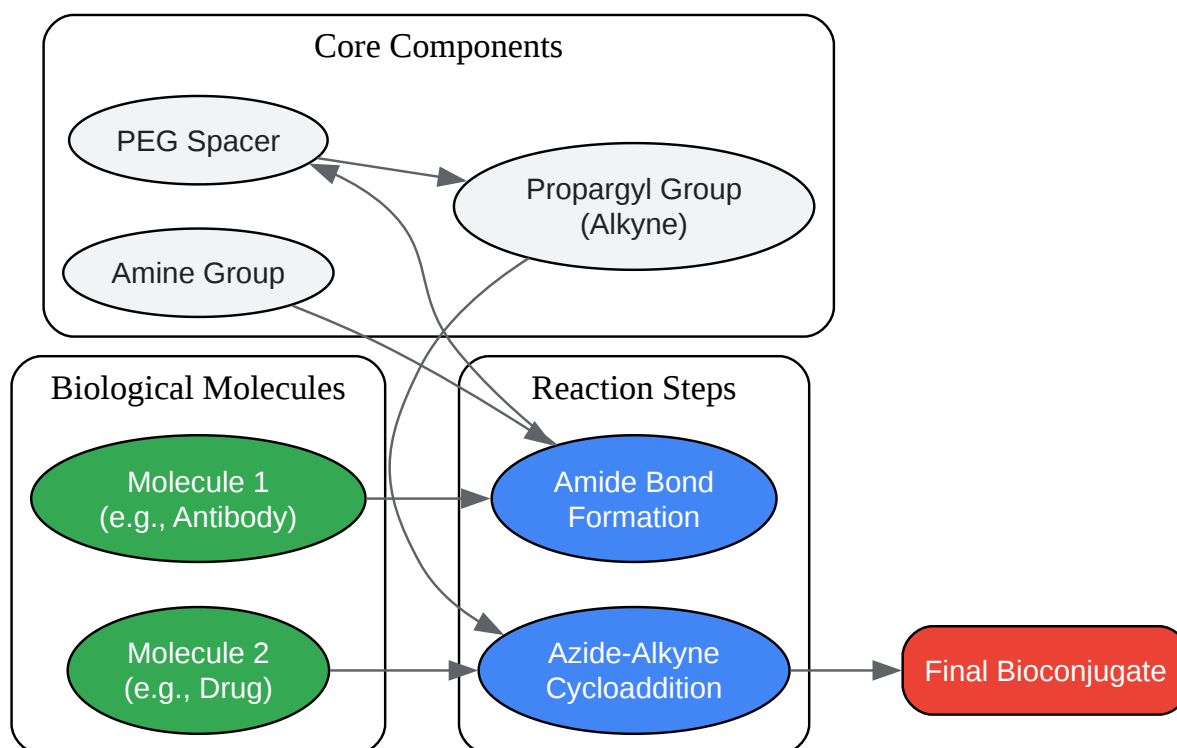 Core Components
PEG Spacer
Propargyl Group
(Alkyne)
Amine Group
Biological Molecules
Molecule 1
(e.g., Antibody)
Molecule 2
(e.g., Drug)
Reaction Steps
Amide Bond
Formation
Azide-Alkyne
Cycloaddition
Final Bioconjugate